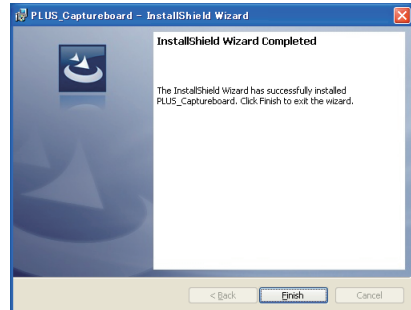 PLUS_Captureboard - InstallShield Wizard
InstallShield Wizard Completed
The InstallShield Wizard has successfully installed
PLUS_Captureboard. Click Finish to exit the wizard.
< Back
Finish
Cancel